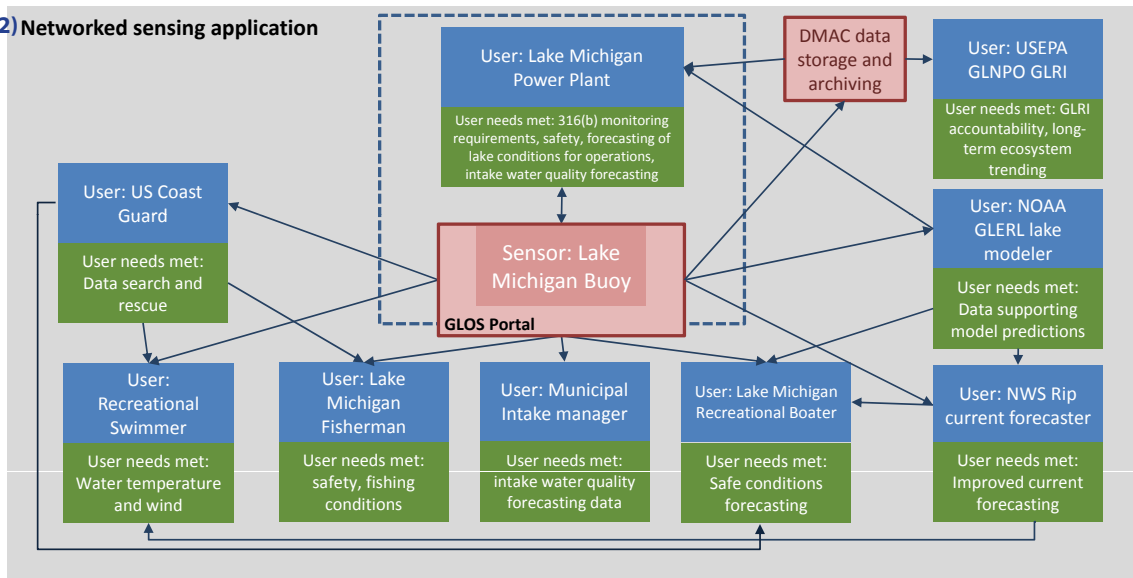 2) Networked sensing application
User: Lake Michigan
Power Plant
User needs met: 316(b) monitoring
requirements, safety, forecasting of
lake conditions for operations,
intake water quality forecasting
DMAC data
storage and
archiving
User: USEPA
GLNPO GLRI
User needs met: GLRI
accountability, long-
term ecosystem
trending
User: US Coast
Guard
User needs met:
Data search and
rescue
Sensor: Lake
Michigan Buoy
GLOS Portal
User: NOAA
GLERL lake
modeler
User needs met:
Data supporting
model predictions
User:
Recreational
Swimmer
User needs met:
Water temperature
and wind
User: Lake
Michigan
Fisherman
User needs met:
safety, fishing
conditions
User: Municipal
Intake manager
User needs met:
intake water quality
forecasting data
User: Lake Michigan
Recreational Boater
User needs met:
Safe conditions
forecasting
User: NWS Rip
current forecaster
User needs met:
Improved current
forecasting